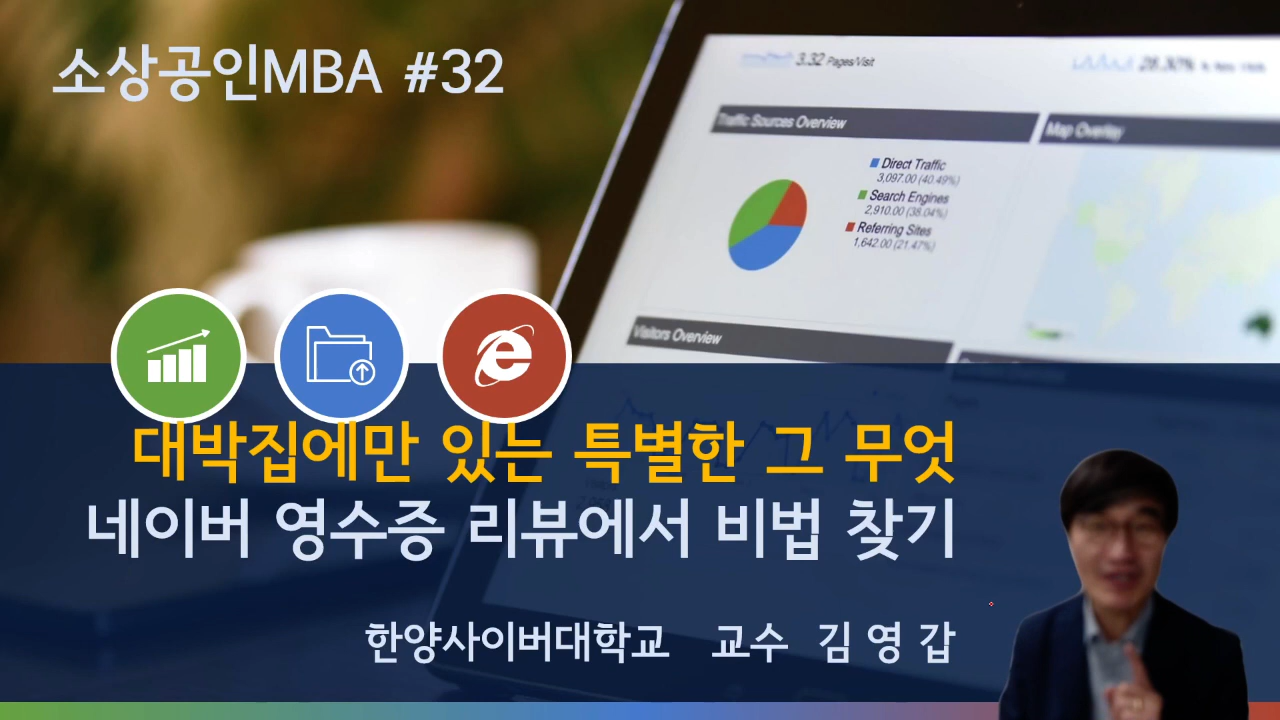 소상공인MBA #32
3.32 Pages/Visit
Traffic Sources Overview
Map Overlay
Direct Traffic
3,097.00 (40.49%)
Search Engines
2,910.00 (38.04%)
Referring Sites
1,642.00 (21.47%)
Visitors Overview
대박집에만 있는 특별한 그 무엇
네이버 영수증 리뷰에서 비법 찾기
한양사이버대학교 교수 김 영 갑